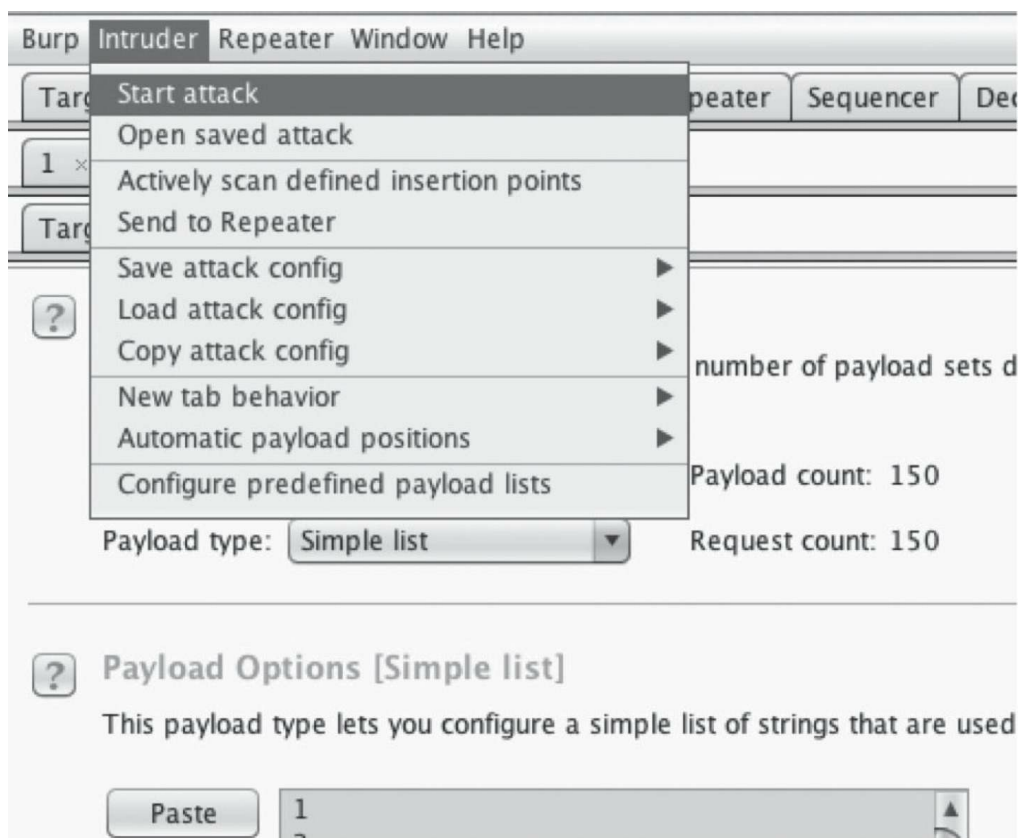 Burp Intruder Repeater Window Help
Start attack
peater Sequencer
Open saved attack
1 ×
Actively scan defined insertion points
Send to Repeater
Save attack config
?
Load attack config
Copy attack config
number of payload sets d
New tab behavior
Automatic payload positions
Payload count: 150
Configure predefined payload lists
Payload type: Simple list
Request count: 150
? Payload Options [Simple list]
This payload type lets you configure a simple list of strings that are used
Paste 1